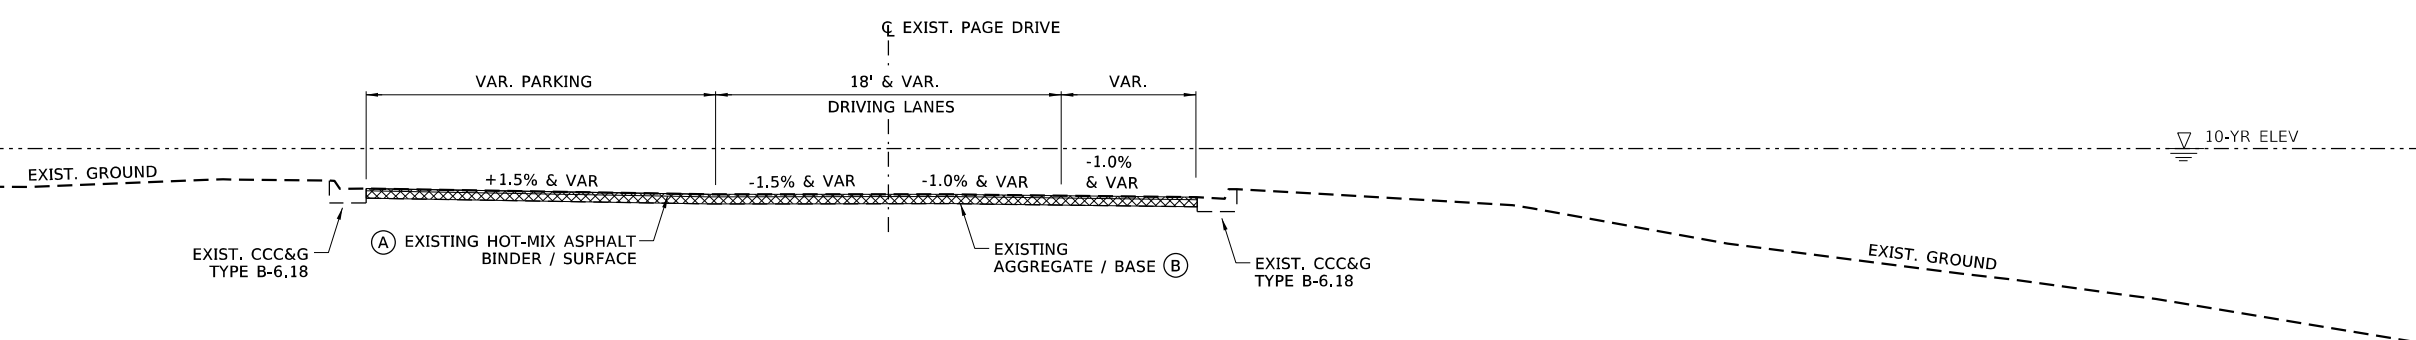 ℄ EXIST. PAGE DRIVE
VAR. PARKING
18' & VAR.
DRIVING LANES
VAR.
10-YR ELEV
EXIST. GROUND
+1.5% & VAR
-1.5% & VAR
-1.0% & VAR
-1.0%
& VAR
EXIST. CCC&G
TYPE B-6.18
A EXISTING HOT-MIX ASPHALT
BINDER / SURFACE
EXISTING
AGGREGATE / BASE B
EXIST. CCC&G
TYPE B-6.18
EXIST. GROUND